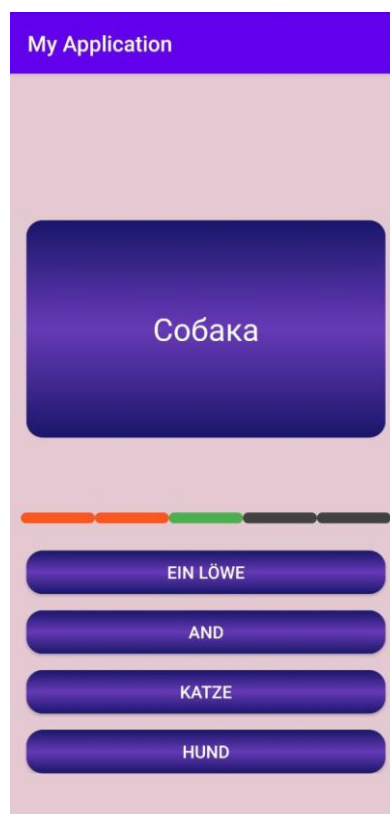 My Application
Собака
EIN LÖWE
AND
KATZE
HUND